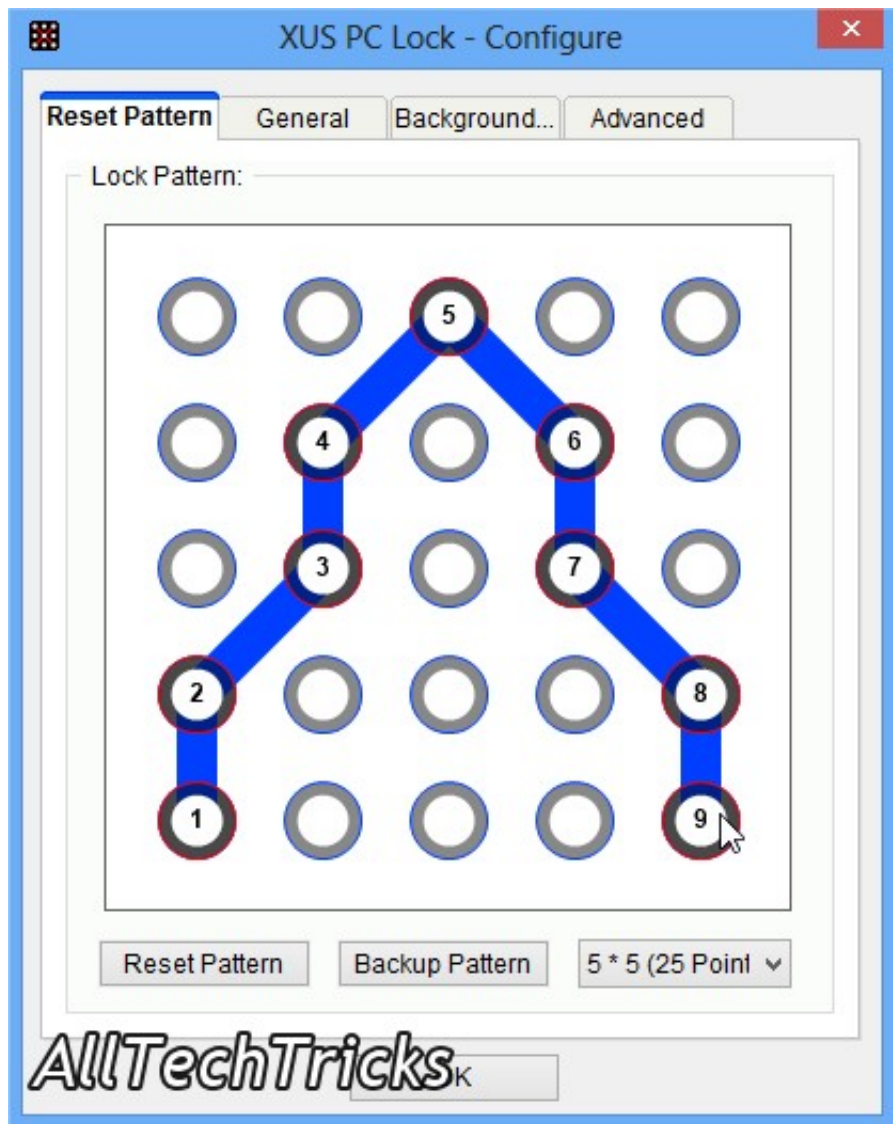 XUS PC Lock - Configure
Reset Pattern General Background... Advanced
Lock Pattern:
5
4 6
3 7
2 8
1 9
Reset Pattern Backup Pattern 5 * 5 (25 Point
AllTechTricks